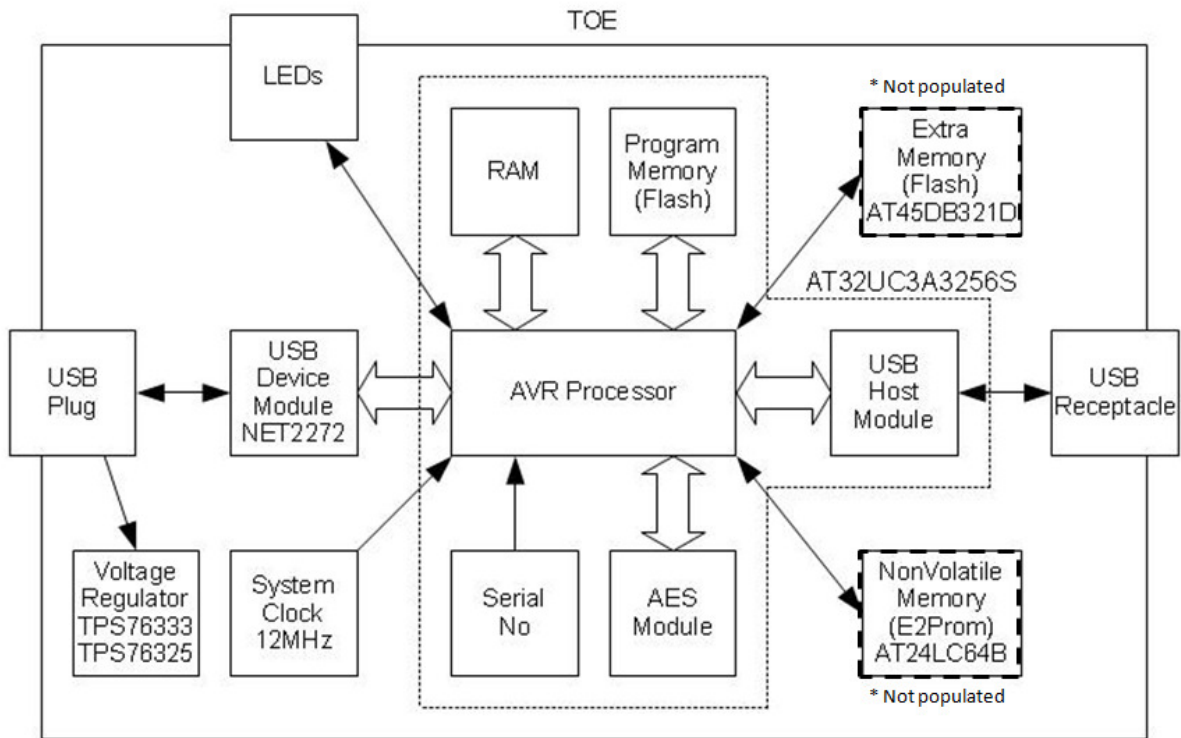 TOE
LEDs
* Not populated
RAM
Program
Memory
(Flash)
Extra
Memory
(Flash)
AT45DB321D
AT32UC3A3256S
USB
Plug
USB
Device
Module
NET2272
AVR Processor
USB
Host
Module
USB
Receptacle
Voltage
Regulator
TPS76333
TPS76325
System
Clock
12MHz
Serial
No
AES
Module
NonVolatile
Memory
(E2Prom)
AT24LC64B
* Not populated